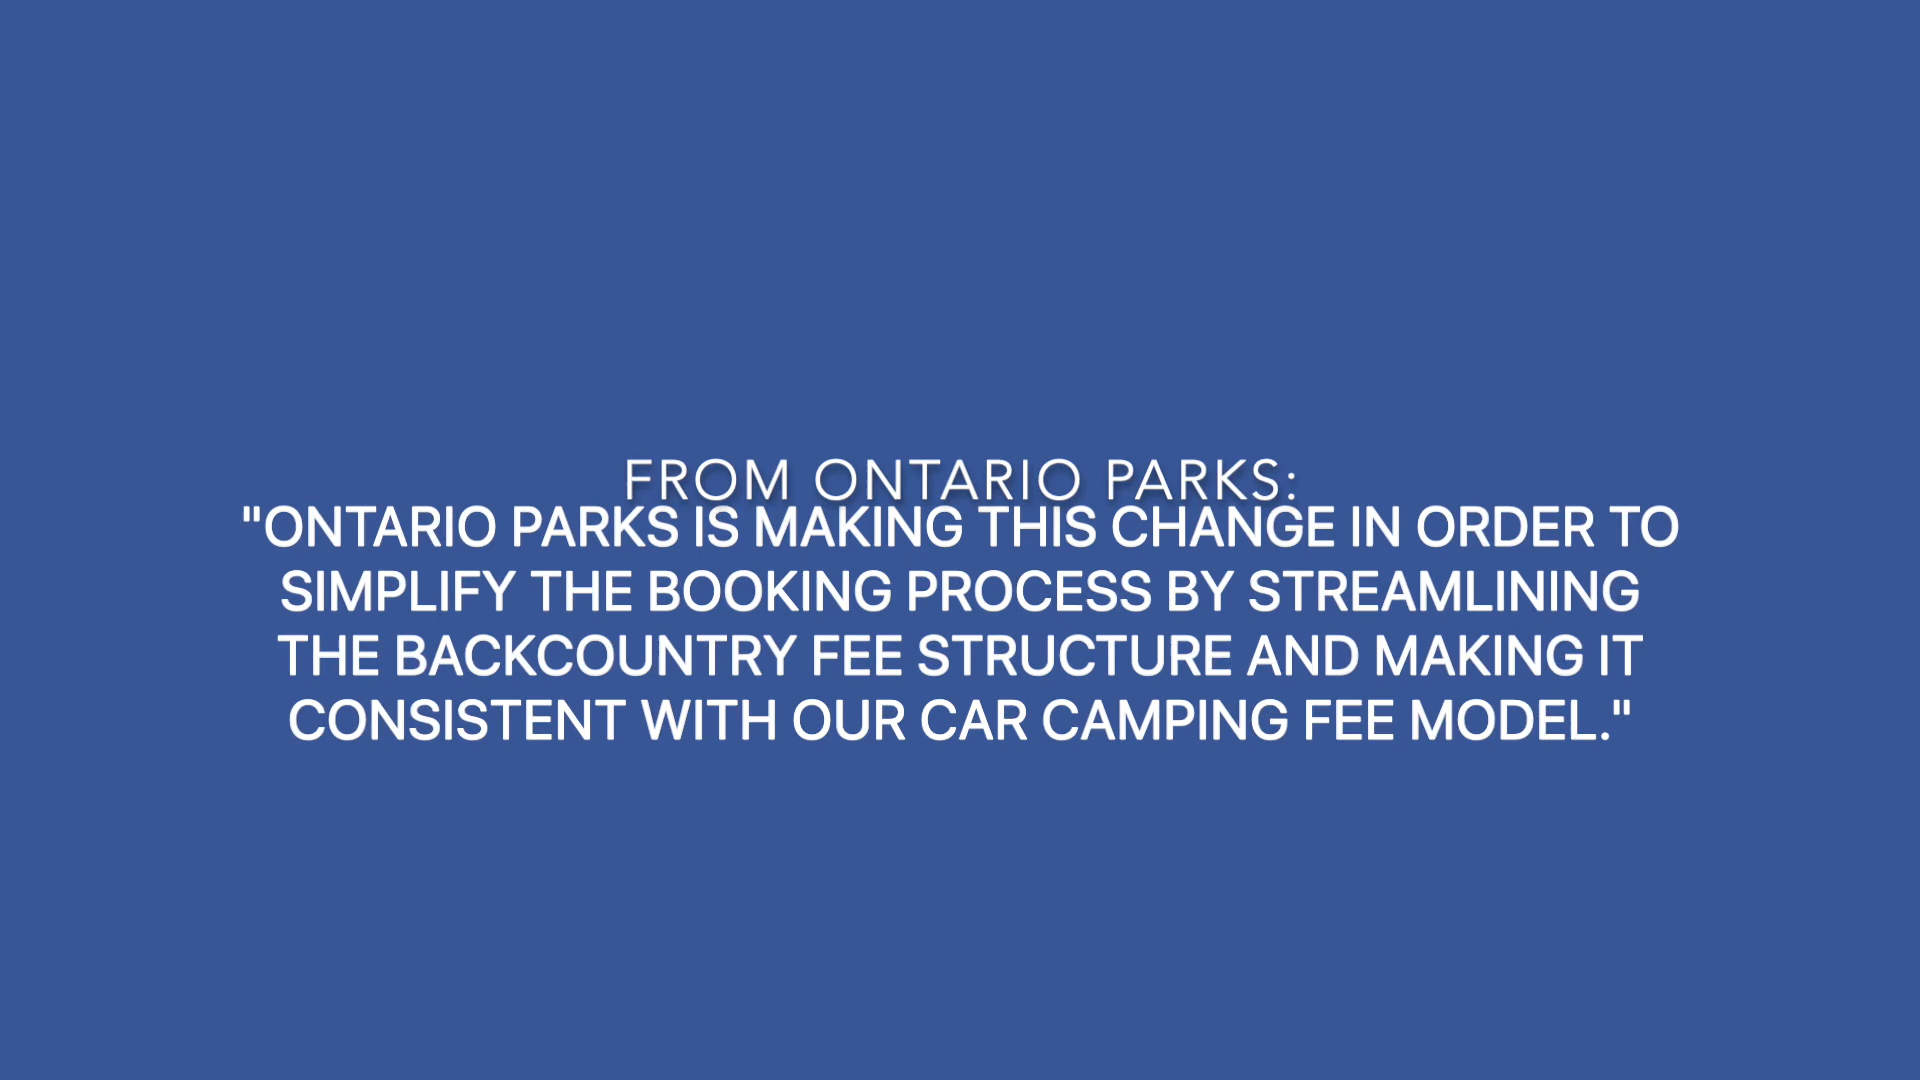 FROM ONTARIO PARKS:
"ONTARIO PARKS IS MAKING THIS CHANGE IN ORDER TO
SIMPLIFY THE BOOKING PROCESS BY STREAMLINING
THE BACKCOUNTRY FEE STRUCTURE AND MAKING IT
CONSISTENT WITH OUR CAR CAMPING FEE MODEL."